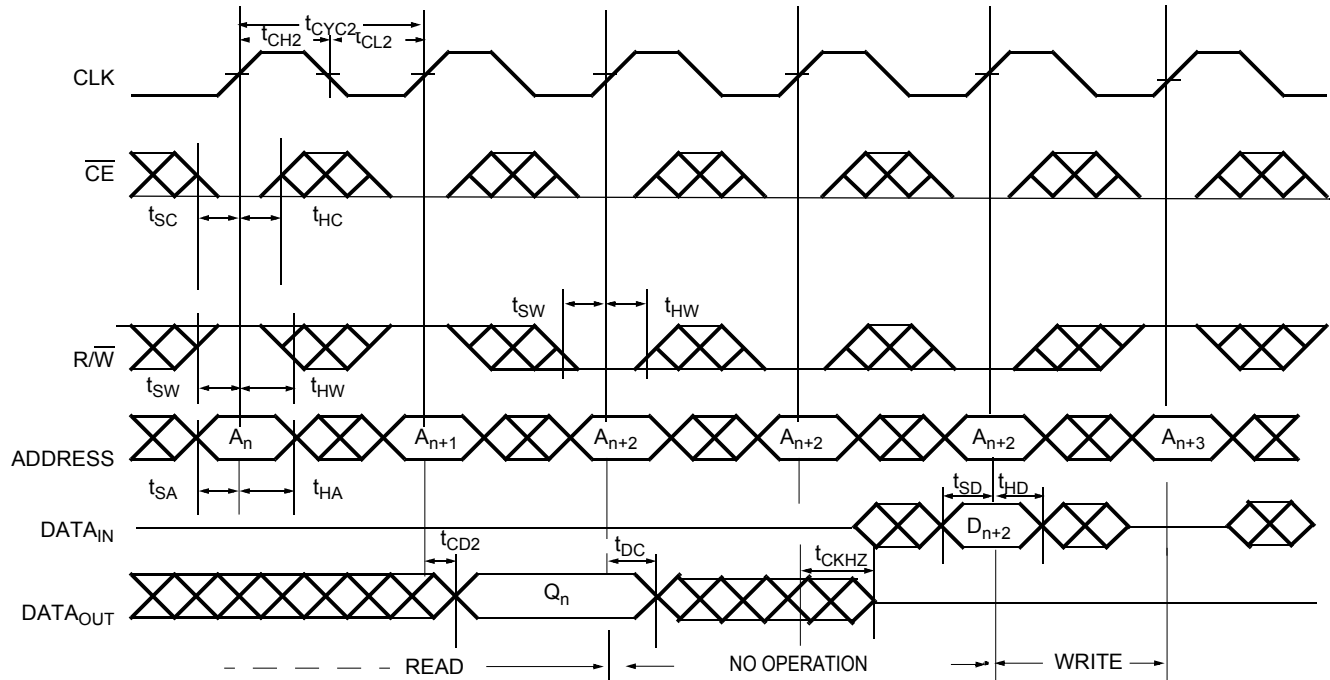 tCYC2
tCH2 tCL2
CLK
CE
tSC tHC
tSW tHW
R/W
tSW tHW
An An+1 An+2 An+2 An+2 An+3
ADDRESS
tSA tHA tSD tHD
DATAIN Dn+2
tCD2 tDC tCKHZ
Qn
DATAOUT
READ NO OPERATION WRITE